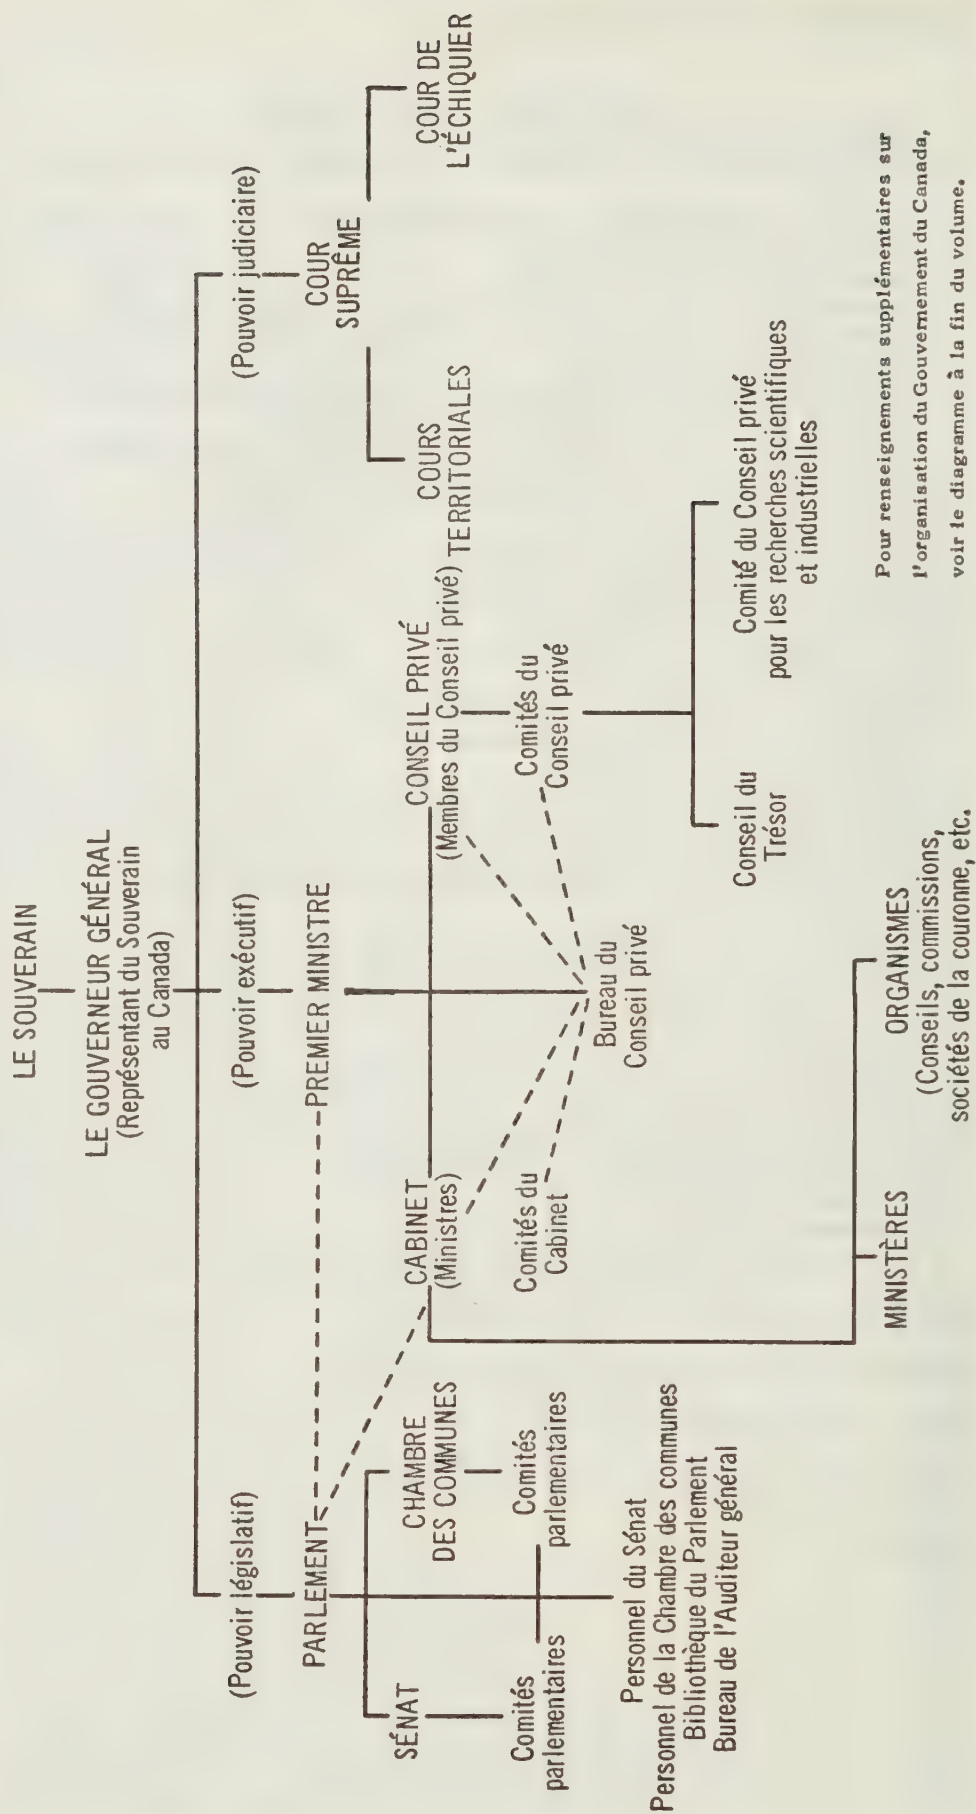 LE SOUVERAIN
LE GOUVERNEUR GÉNÉRAL
(Représentant du Souverain
au Canada)
(Pouvoir législatif)
(Pouvoir exécutif)
(Pouvoir judiciaire)
PARLEMENT
PREMIER MINISTRE
COUR
SUPRÊME
SÉNAT
CHAMBRE
DES COMMUNES
CABINET
(Ministres)
CONSEIL PRIVÉ
(Membres du Conseil privé)
COURS
TERRITORIALES
COUR DE
L'ÉCHIQUIER
Comités
parlementaires
Comités
parlementaires
Comités du
Cabinet
Comités du
Conseil privé
Bureau du
Conseil privé
Personnel du Sénat
Personnel de la Chambre des communes
Bibliothèque du Parlement
Bureau de l'Auditeur général
Conseil du
Trésor
Comité du Conseil privé
pour les recherches scientifiques
et industrielles
MINISTÈRES
ORGANISMES
(Conseils, commissions,
sociétés de la couronne, etc.
Pour renseignements supplémentaires sur
l'organisation du Gouvernement du Canada,
voir le diagramme à la fin du volume.